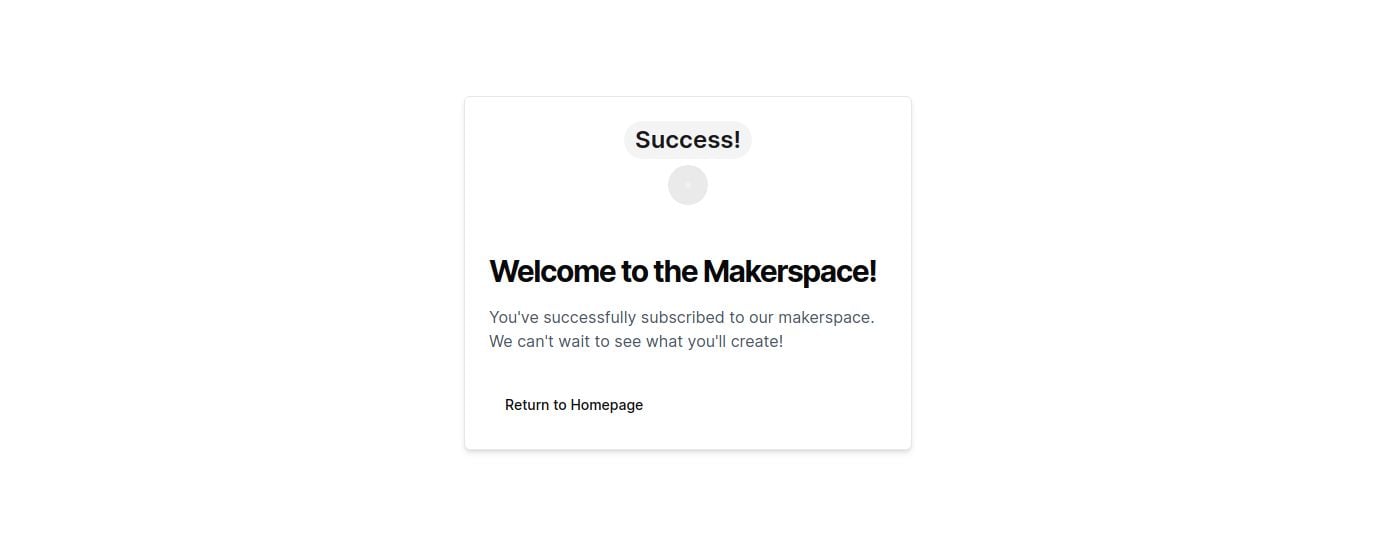 Success!
Welcome to the Makerspace!
You've successfully subscribed to our makerspace.
We can't wait to see what you'll create!
Return to Homepage